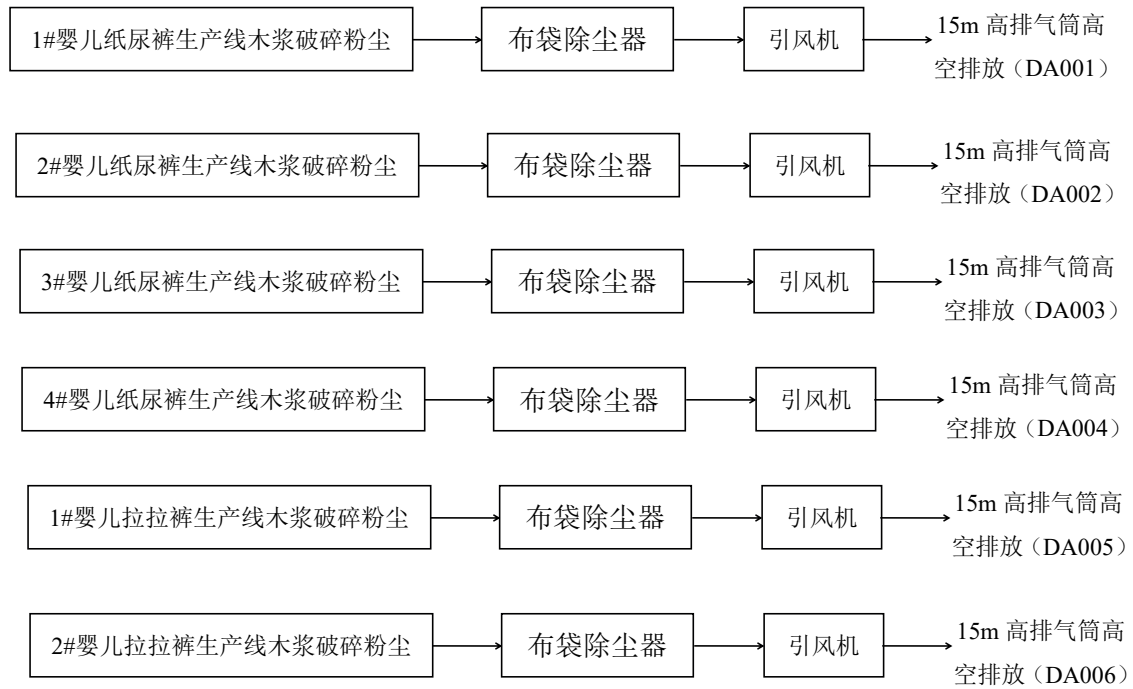 1#婴儿纸尿裤生产线木浆破碎粉尘
布袋除尘器
引风机
15m 高排气筒高
空排放（DA001）
2#婴儿纸尿裤生产线木浆破碎粉尘
布袋除尘器
引风机
15m 高排气筒高
空排放（DA002）
3#婴儿纸尿裤生产线木浆破碎粉尘
布袋除尘器
引风机
15m 高排气筒高
空排放（DA003）
4#婴儿纸尿裤生产线木浆破碎粉尘
布袋除尘器
引风机
15m 高排气筒高
空排放（DA004）
1#婴儿拉拉裤生产线木浆破碎粉尘
布袋除尘器
引风机
15m 高排气筒高
空排放（DA005）
2#婴儿拉拉裤生产线木浆破碎粉尘
布袋除尘器
引风机
15m 高排气筒高
空排放（DA006）